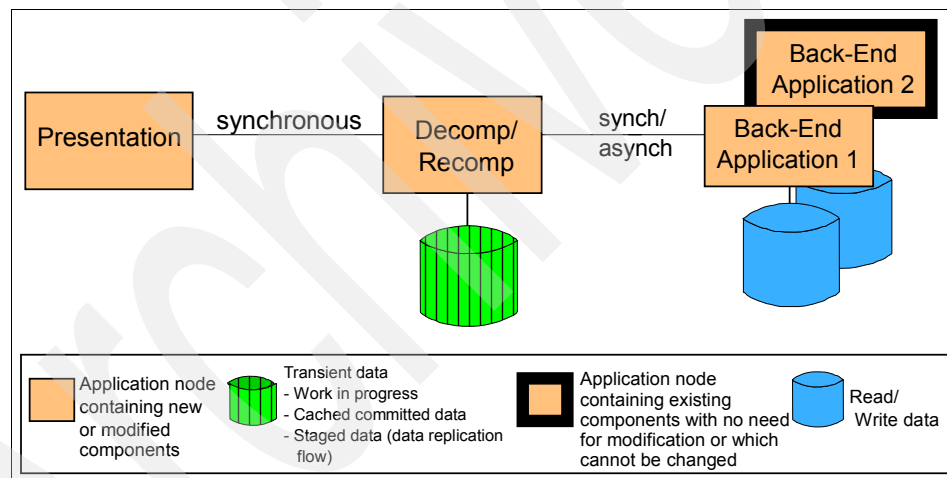 Presentation
synchronous
Decomp/
Recomp
synch/
asynch
Back-End
Application 2
Back-End
Application 1
Application node
containing new
or modified
components
Transient data
- Work in progress
- Cached committed data
- Staged data (data replication
flow)
Application node
containing existing
components with no need
for modification or which
cannot be changed
Read/
Write data